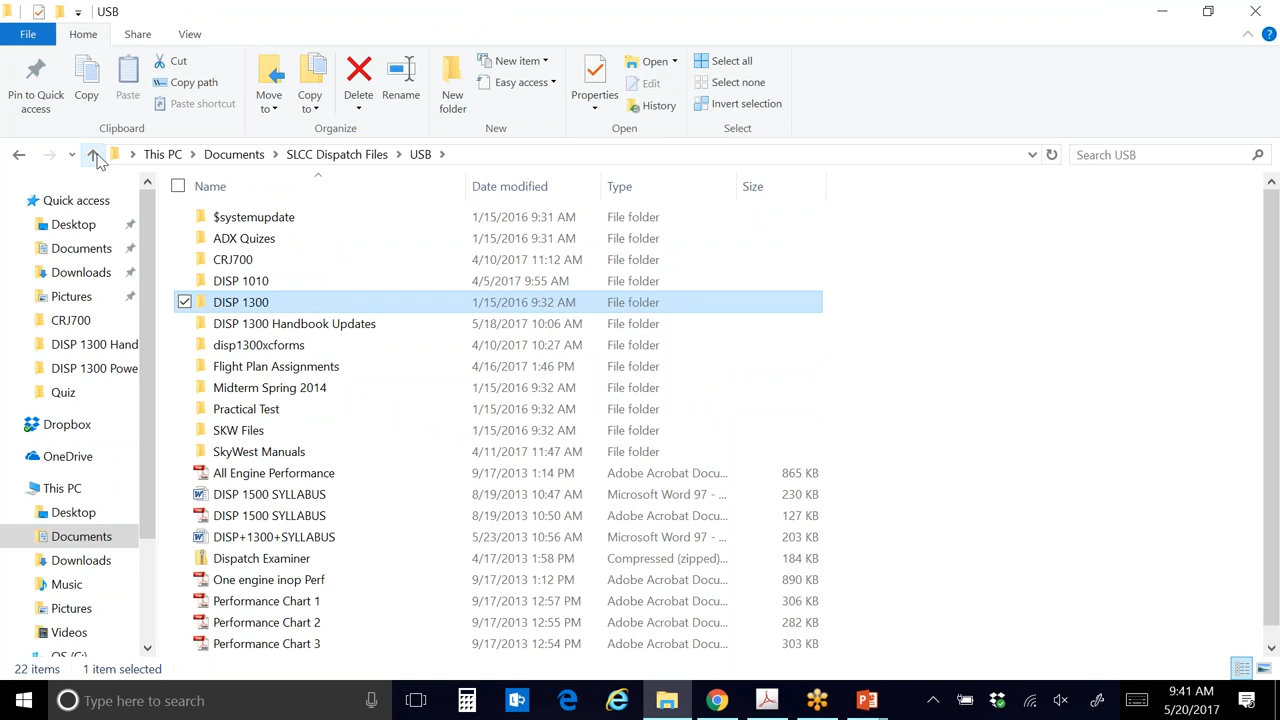 USB
File Home Share View
Pin to Quick access
Copy
Paste
Cut
Copy path
Paste shortcut
Clipboard
Move to
Copy to
Delete
Rename
Organize
New folder
New item
Easy access
New
Properties
Open
Edit
History
Open
Select all
Select none
Invert selection
Select
This PC > Documents > SLCC Dispatch Files > USB >
Search USB
Quick access
Desktop
Documents
Downloads
Pictures
CRJ700
DISP 1300 Hand
DISP 1300 Powe
Quiz
Dropbox
OneDrive
This PC
Desktop
Documents
Downloads
Music
Pictures
Videos
OS (C:)
Name Date modified Type Size
$systemupdate 1/15/2016 9:31 AM File folder
ADX Quizes 1/15/2016 9:31 AM File folder
CRJ700 4/10/2017 11:12 AM File folder
DISP 1010 4/5/2017 9:55 AM File folder
DISP 1300 1/15/2016 9:32 AM File folder
DISP 1300 Handbook Updates 5/18/2017 10:06 AM File folder
disp1300xcforms 4/10/2017 10:27 AM File folder
Flight Plan Assignments 4/16/2017 1:46 PM File folder
Midterm Spring 2014 1/15/2016 9:32 AM File folder
Practical Test 1/15/2016 9:32 AM File folder
SKW Files 1/15/2016 9:32 AM File folder
SkyWest Manuals 4/11/2017 11:47 AM File folder
All Engine Performance 9/17/2013 1:14 PM Adobe Acrobat Docu... 865 KB
DISP 1500 SYLLABUS 8/19/2013 10:47 AM Microsoft Word 97 - ... 230 KB
DISP 1500 SYLLABUS 8/19/2013 10:50 AM Adobe Acrobat Docu... 127 KB
DISP+1300+SYLLABUS 5/23/2013 10:56 AM Microsoft Word 97 - ... 203 KB
Dispatch Examiner 4/17/2013 1:58 PM Compressed (zipped)... 184 KB
One engine inop Perf 9/17/2013 1:12 PM Adobe Acrobat Docu... 890 KB
Performance Chart 1 9/17/2013 12:57 PM Adobe Acrobat Docu... 306 KB
Performance Chart 2 9/17/2013 12:55 PM Adobe Acrobat Docu... 282 KB
Performance Chart 3 9/17/2013 12:54 PM Adobe Acrobat Docu... 303 KB
22 items 1 item selected
Type here to search
9:41 AM
5/20/2017